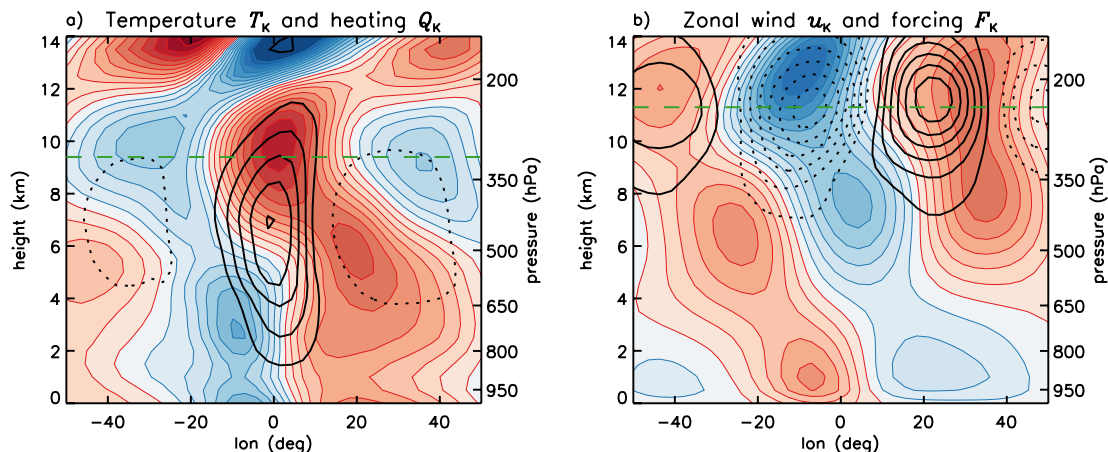 a) Temperature T_K and heating Q_K
14
12
10
8
6
4
2
0
height (km)
200
350
500
650
800
950
pressure (hPa)
−40 −20 0 20 40
lon (deg)
b) Zonal wind u_K and forcing F_K
14
12
10
8
6
4
2
0
height (km)
200
350
500
650
800
950
pressure (hPa)
−40 −20 0 20 40
lon (deg)